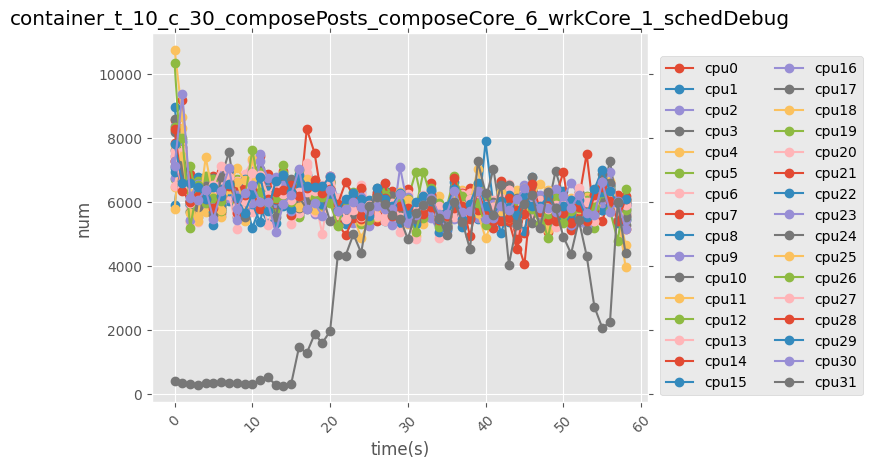 container_t_10_c_30_composePosts_composeCore_6_wrkCore_1_schedDebug
10000
8000
6000
4000
2000
0
num
0
10
20
30
40
50
60
time(s)
cpu0
cpu1
cpu2
cpu3
cpu4
cpu5
cpu6
cpu7
cpu8
cpu9
cpu10
cpu11
cpu12
cpu13
cpu14
cpu15
cpu16
cpu17
cpu18
cpu19
cpu20
cpu21
cpu22
cpu23
cpu24
cpu25
cpu26
cpu27
cpu28
cpu29
cpu30
cpu31